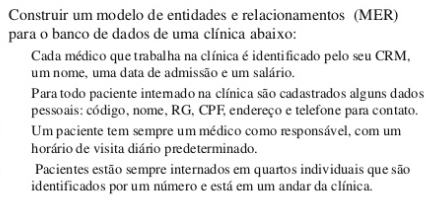 Construir um modelo de entidades e relacionamentos (MER)
para o banco de dados de uma clínica abaixo:
Cada médico que trabalha na clínica é identificado pelo seu CRM,
um nome, uma data de admissão e um salário.
Para todo paciente internado na clínica são cadastrados alguns dados
pessoais: código, nome, RG, CPF, endereço e telefone para contato.
Um paciente tem sempre um médico como responsável, com um
horário de visita diário predeterminado.
Pacientes estão sempre internados em quartos individuais que são
identificados por um número e está em um andar da clínica.